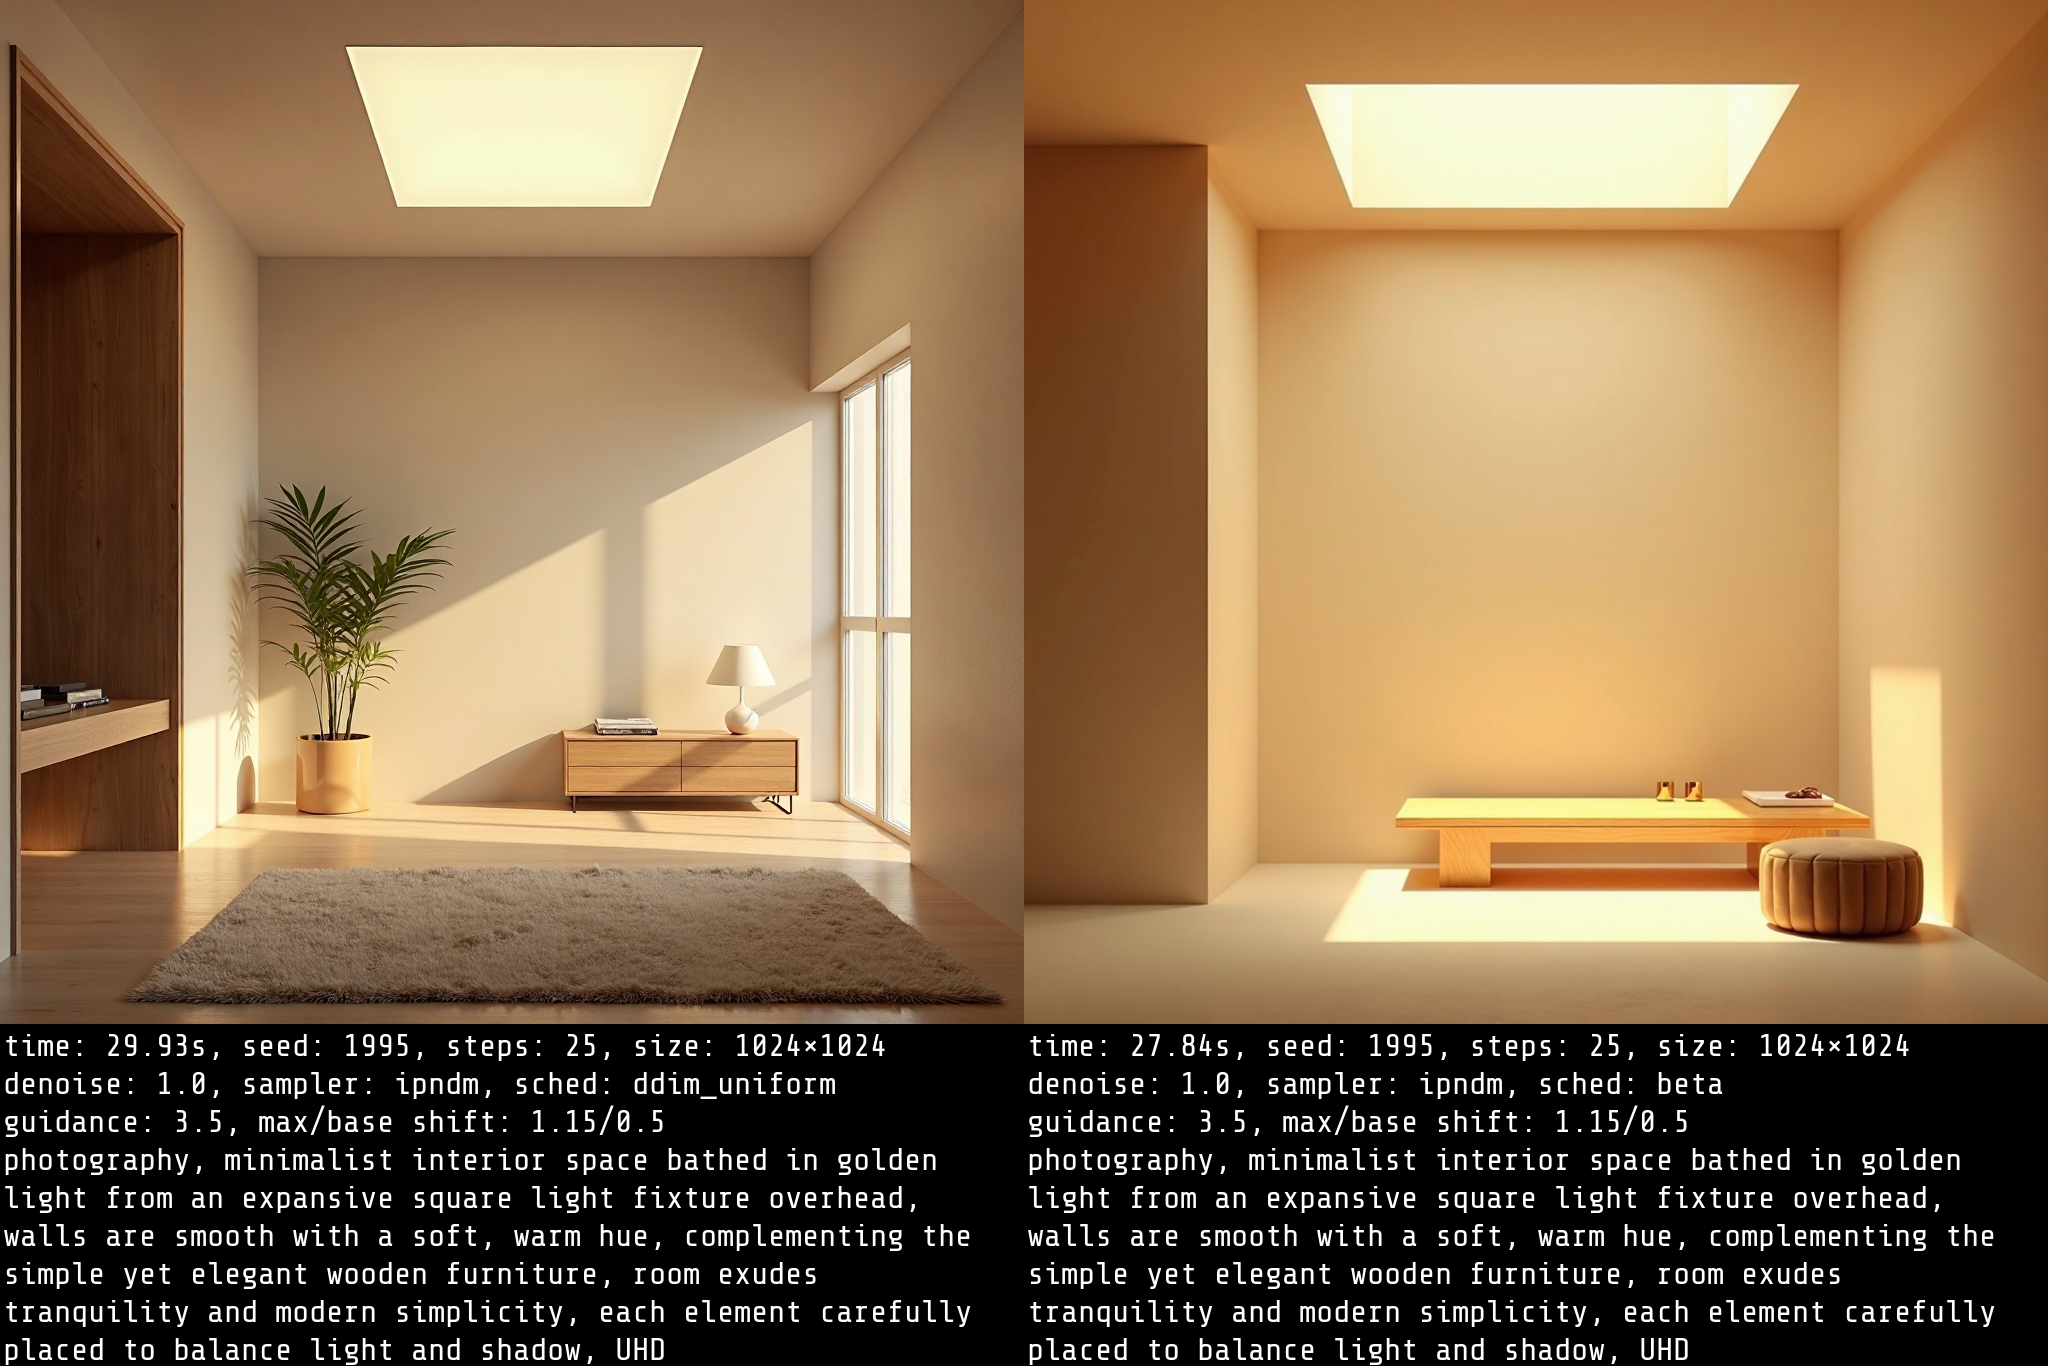 time: 29.93s, seed: 1995, steps: 25, size: 1024×1024
denoise: 1.0, sampler: ipndm, sched: ddim_uniform
guidance: 3.5, max/base shift: 1.15/0.5
photography, minimalist interior space bathed in golden
light from an expansive square light fixture overhead,
walls are smooth with a soft, warm hue, complementing the
simple yet elegant wooden furniture, room exudes
tranquility and modern simplicity, each element carefully
placed to balance light and shadow, UHD
time: 27.84s, seed: 1995, steps: 25, size: 1024×1024
denoise: 1.0, sampler: ipndm, sched: beta
guidance: 3.5, max/base shift: 1.15/0.5
photography, minimalist interior space bathed in golden
light from an expansive square light fixture overhead,
walls are smooth with a soft, warm hue, complementing the
simple yet elegant wooden furniture, room exudes
tranquility and modern simplicity, each element carefully
placed to balance light and shadow, UHD